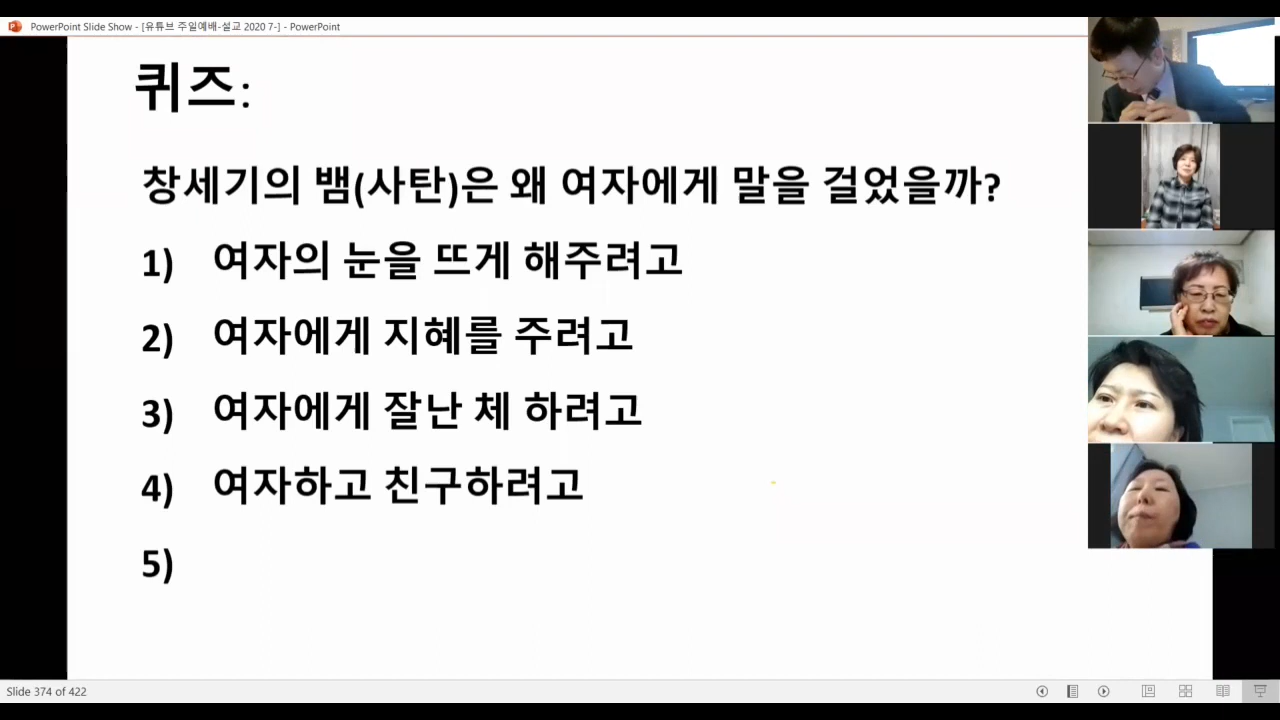 PowerPoint Slide Show - [유튜브 주일예배-설교 2020 7-] - PowerPoint
퀴즈:
창세기의 뱀(사탄)은 왜 여자에게 말을 걸었을까?
1) 여자의 눈을 뜨게 해주려고
2) 여자에게 지혜를 주려고
3) 여자에게 잘난 체 하려고
4) 여자하고 친구하려고
5)
Slide 374 of 422